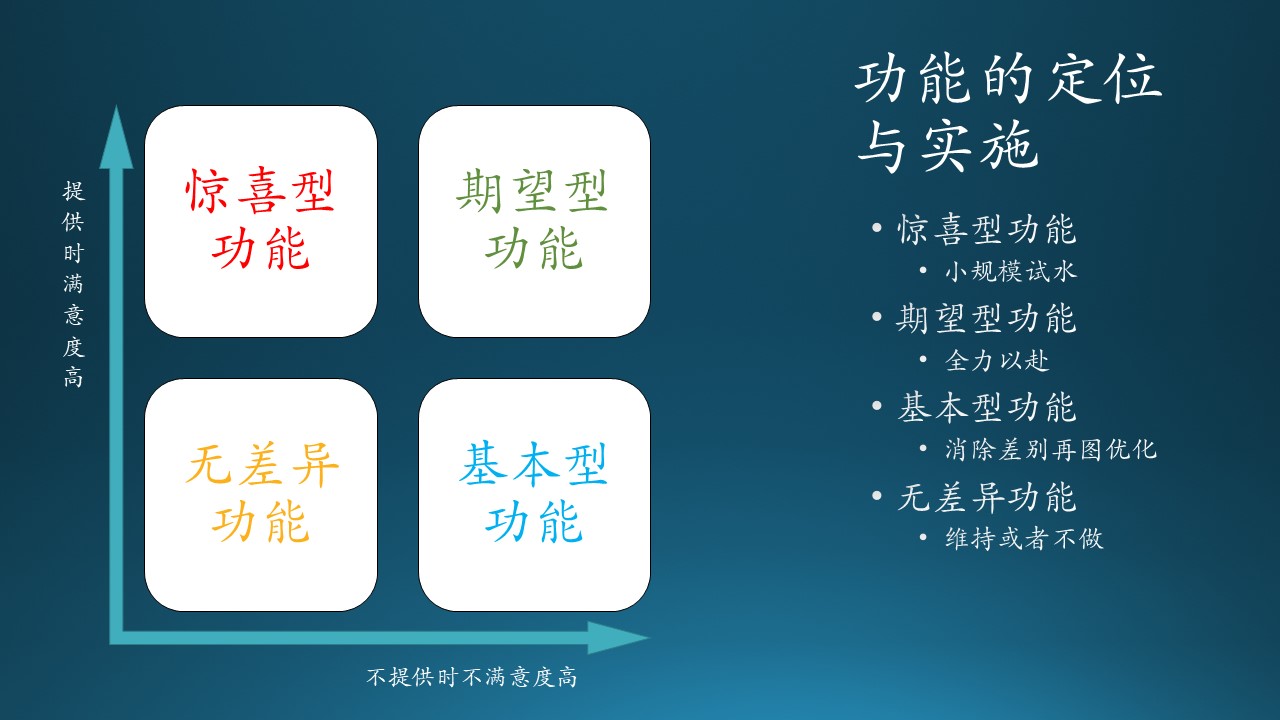 功能的定位
与实施
提供时满意度高
惊喜型
功能
期望型
功能
无差异
功能
基本型
功能
不提供时不满意度高
• 惊喜型功能
• 小规模试水
• 期望型功能
• 全力以赴
• 基本型功能
• 消除差别再图优化
• 无差异功能
• 维持或者不做